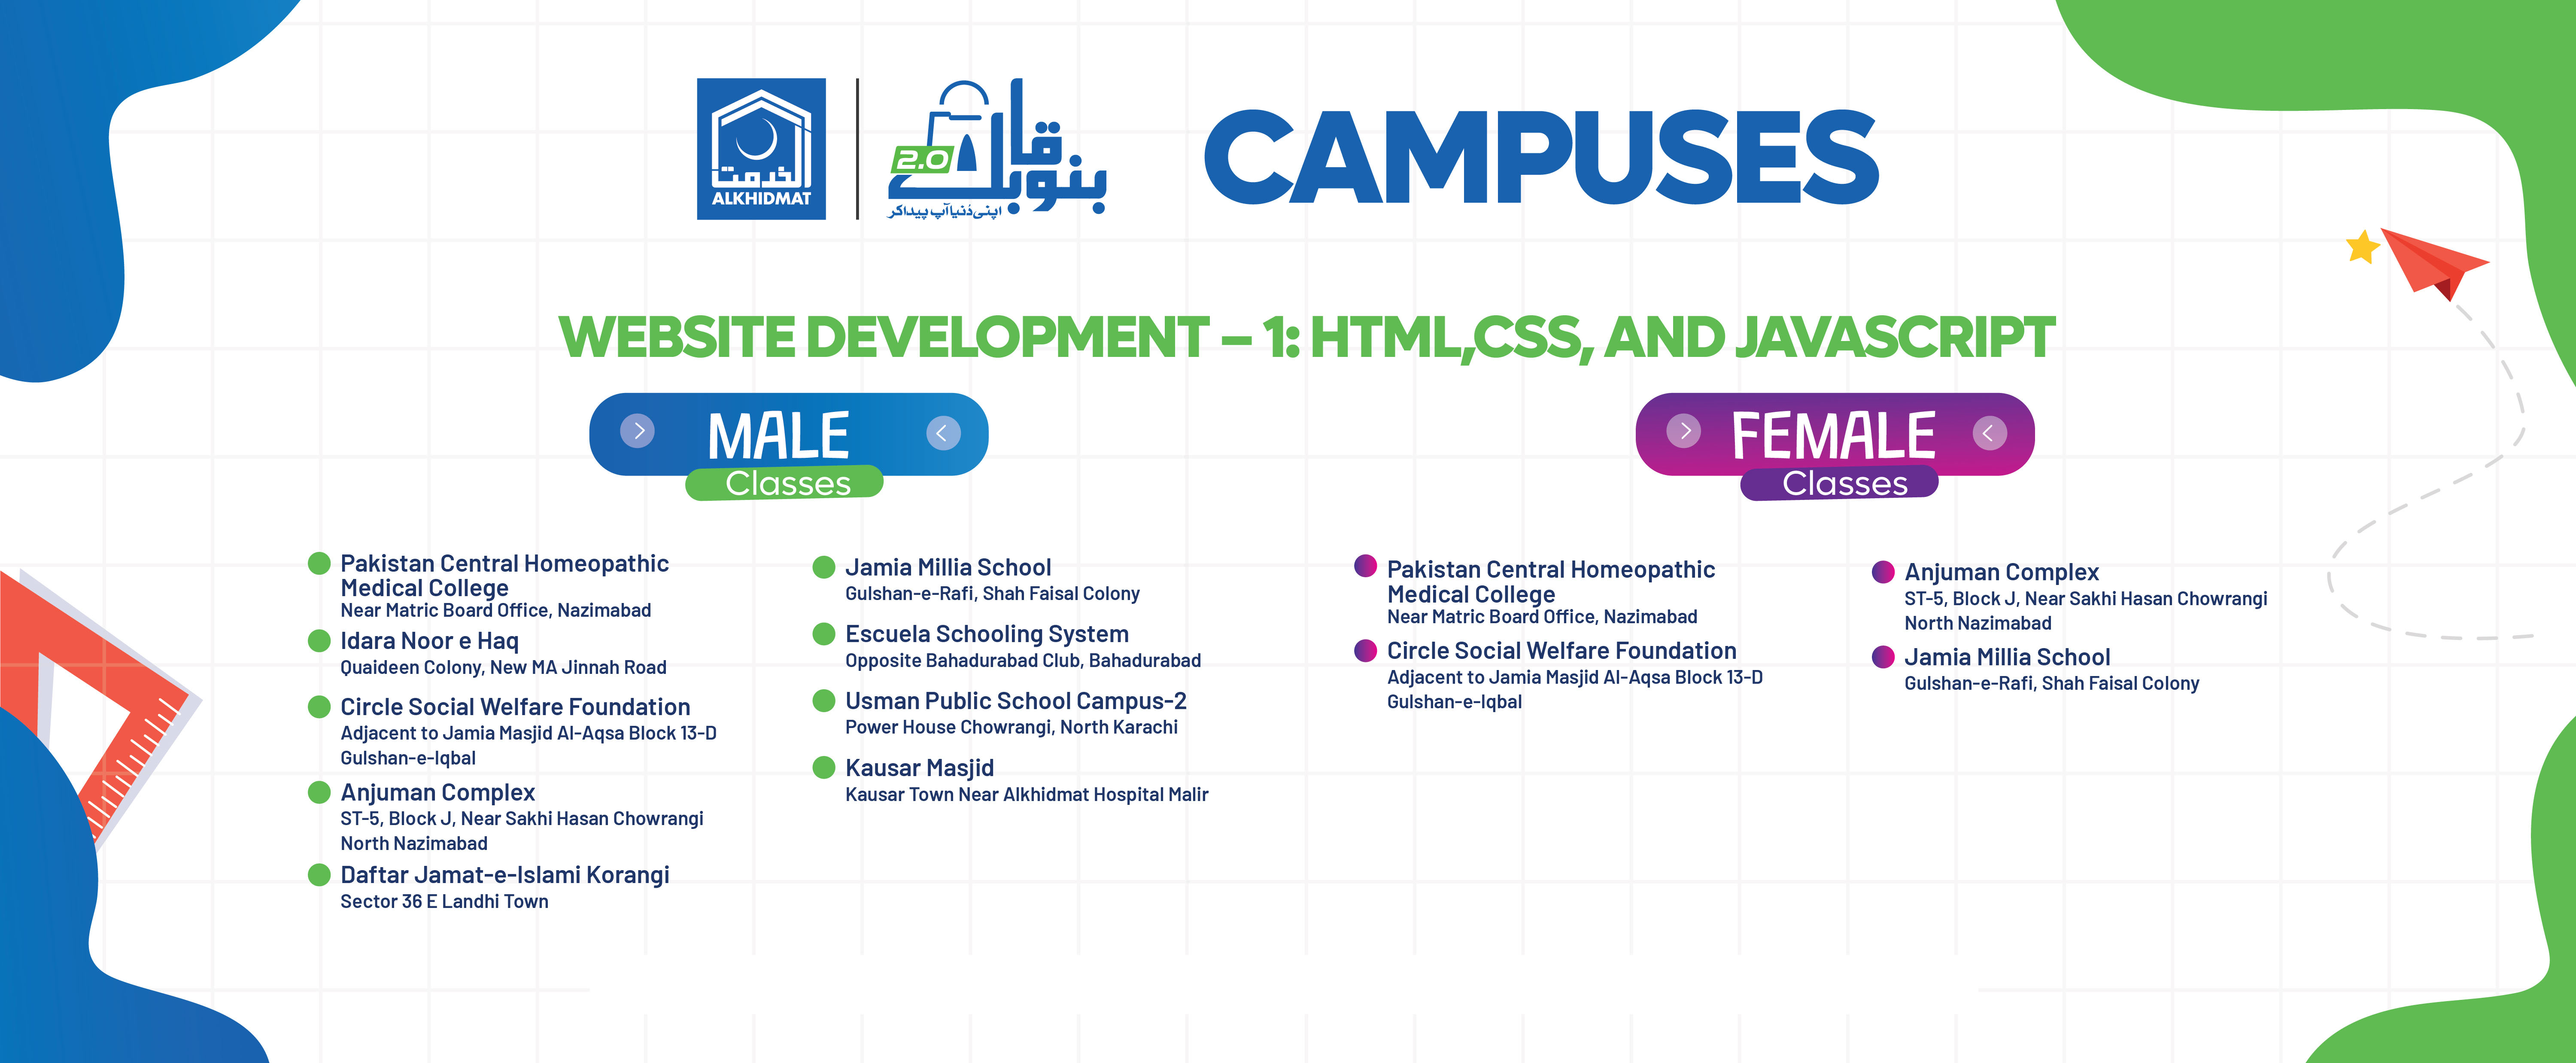 الخدمت
ALKHIDMAT
بنو قابل
2.0
اپنی دُنیا آپ پیدا کر
CAMPUSES
WEBSITE DEVELOPMENT – 1: HTML,CSS, AND JAVASCRIPT
MALE
Classes
Pakistan Central Homeopathic
Medical College
Near Matric Board Office, Nazimabad
Idara Noor e Haq
Quaideen Colony, New MA Jinnah Road
Circle Social Welfare Foundation
Adjacent to Jamia Masjid Al-Aqsa Block 13-D
Gulshan-e-Iqbal
Anjuman Complex
ST-5, Block J, Near Sakhi Hasan Chowrangi
North Nazimabad
Daftar Jamat-e-Islami Korangi
Sector 36 E Landhi Town
Jamia Millia School
Gulshan-e-Rafi, Shah Faisal Colony
Escuela Schooling System
Opposite Bahadurabad Club, Bahadurabad
Usman Public School Campus-2
Power House Chowrangi, North Karachi
Kausar Masjid
Kausar Town Near Alkhidmat Hospital Malir
FEMALE
Classes
Pakistan Central Homeopathic
Medical College
Near Matric Board Office, Nazimabad
Circle Social Welfare Foundation
Adjacent to Jamia Masjid Al-Aqsa Block 13-D
Gulshan-e-Iqbal
Anjuman Complex
ST-5, Block J, Near Sakhi Hasan Chowrangi
North Nazimabad
Jamia Millia School
Gulshan-e-Rafi, Shah Faisal Colony